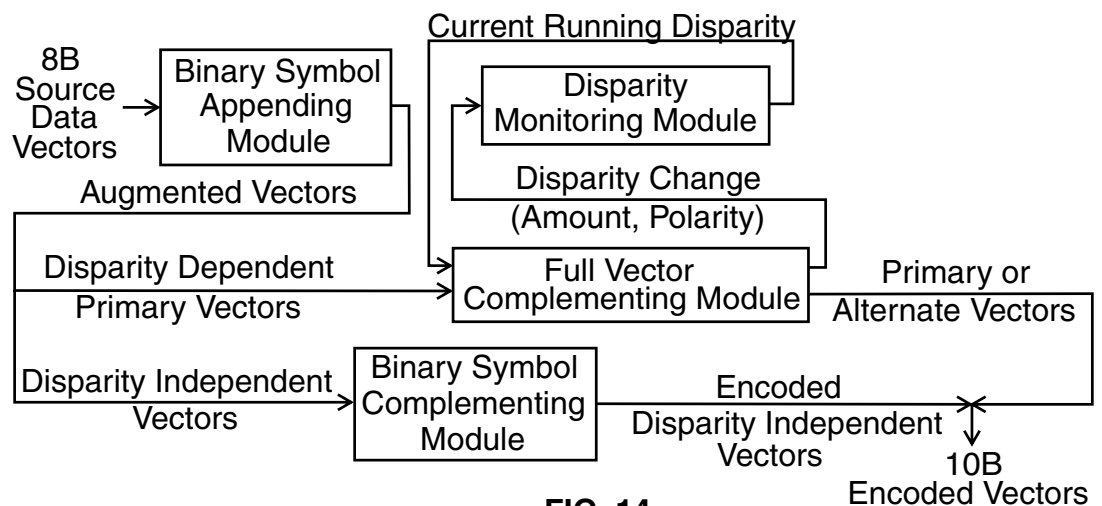 Current Running Disparity
8B
Source
Data
Vectors
Binary Symbol
Appending
Module
Disparity
Monitoring Module
Augmented Vectors
Disparity Change
(Amount, Polarity)
Disparity Dependent
Primary Vectors
Full Vector
Complementing Module
Primary or
Alternate Vectors
Disparity Independent
Vectors
Binary Symbol
Complementing
Module
Encoded
Disparity Independent
Vectors
10B
Encoded Vectors
FIG. 14